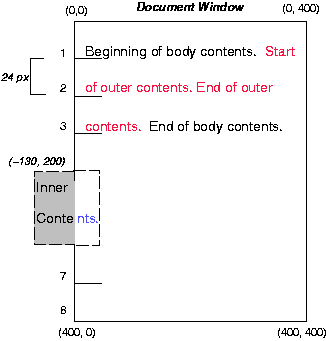 Document Window
(0,0) (0, 400)
1 Beginning of body contents. Start
24 px
2 of outer contents. End of outer
3 contents. End of body contents.
(–130, 200)
Inner
Contents.
7
8
(400, 0) (400, 400)